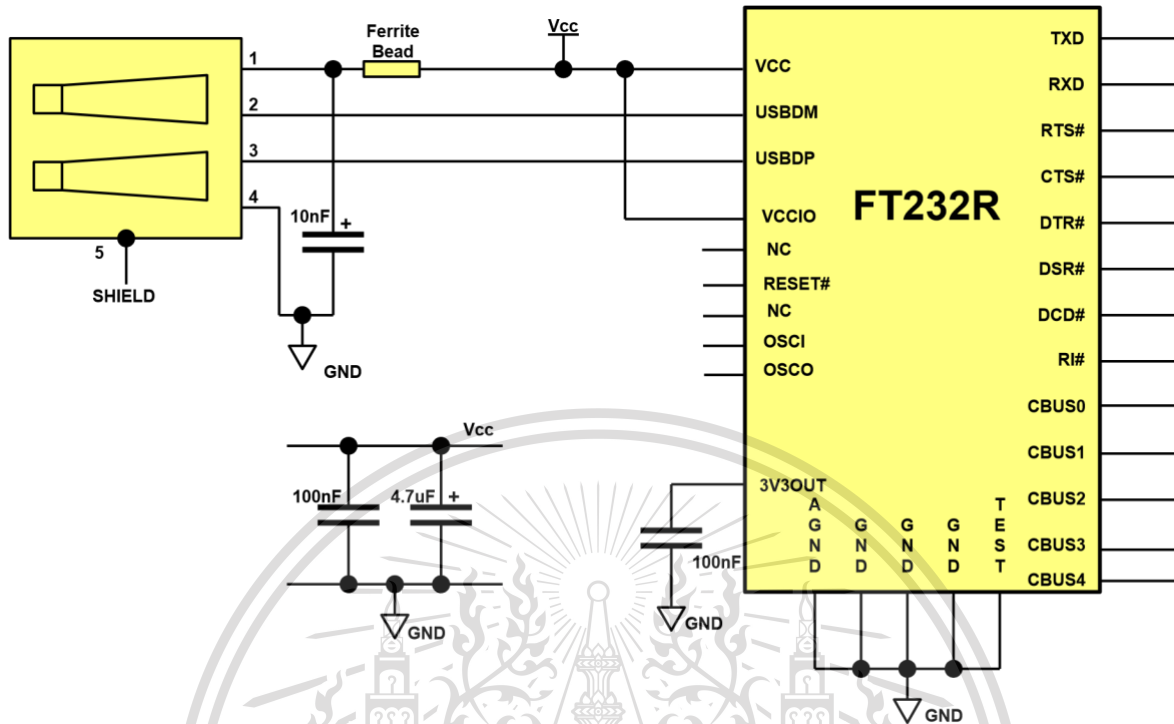 1
2
3
4
5
SHIELD
Ferrite
Bead
Vcc
10nF
+
GND
Vcc
100nF
4.7uF
+
GND
VCC
USBDM
USBDP
VCCIO
NC
RESET#
NC
OSCI
OSCO
3V3OUT
100nF
GND
FT232R
AGND
GND
GND
GND
TEST
GND
TXD
RXD
RTS#
CTS#
DTR#
DSR#
DCD#
RI#
CBUS0
CBUS1
CBUS2
CBUS3
CBUS4